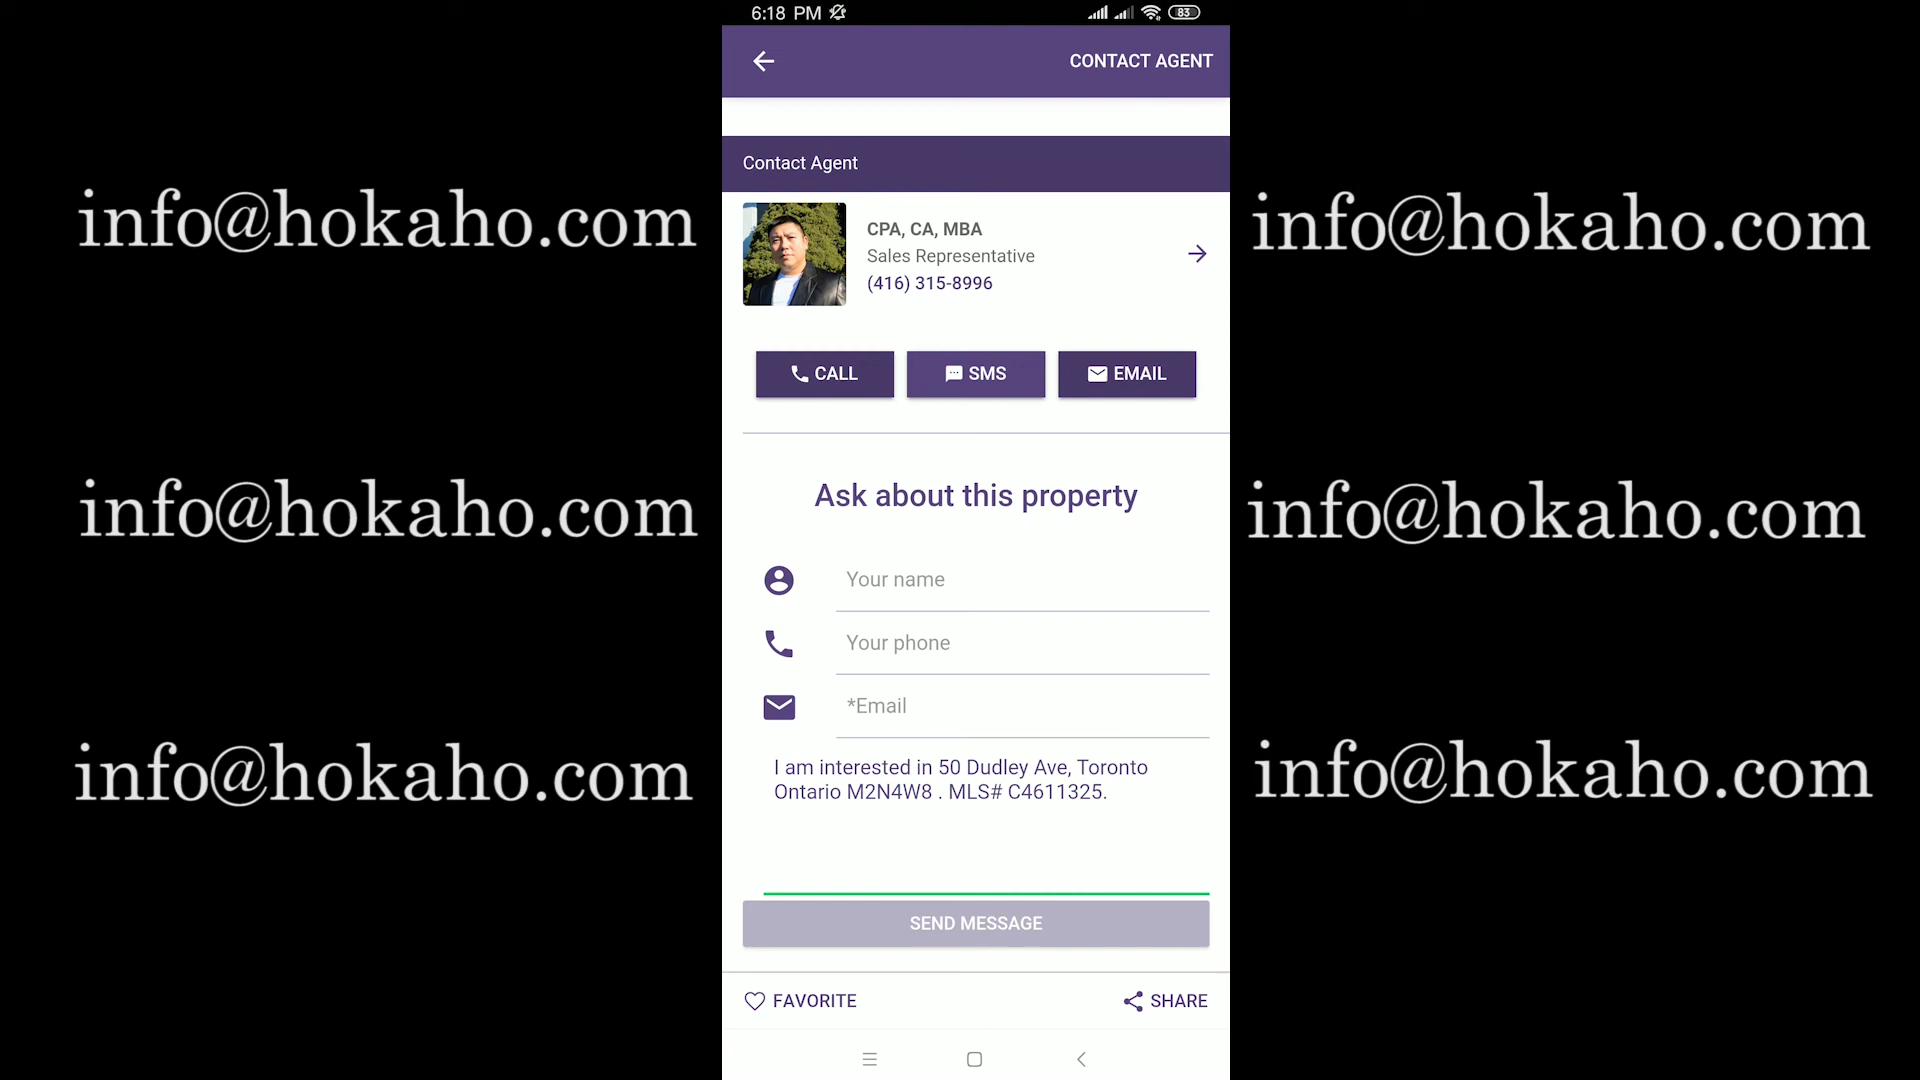 6:18 PM
83
CONTACT AGENT
Contact Agent
CPA, CA, MBA
Sales Representative
(416) 315-8996
CALL
SMS
EMAIL
Ask about this property
Your name
Your phone
*Email
I am interested in 50 Dudley Ave, Toronto
Ontario M2N4W8 . MLS# C4611325.
SEND MESSAGE
FAVORITE
SHARE
info@hokaho.com
info@hokaho.com
info@hokaho.com
info@hokaho.com
info@hokaho.com
info@hokaho.com